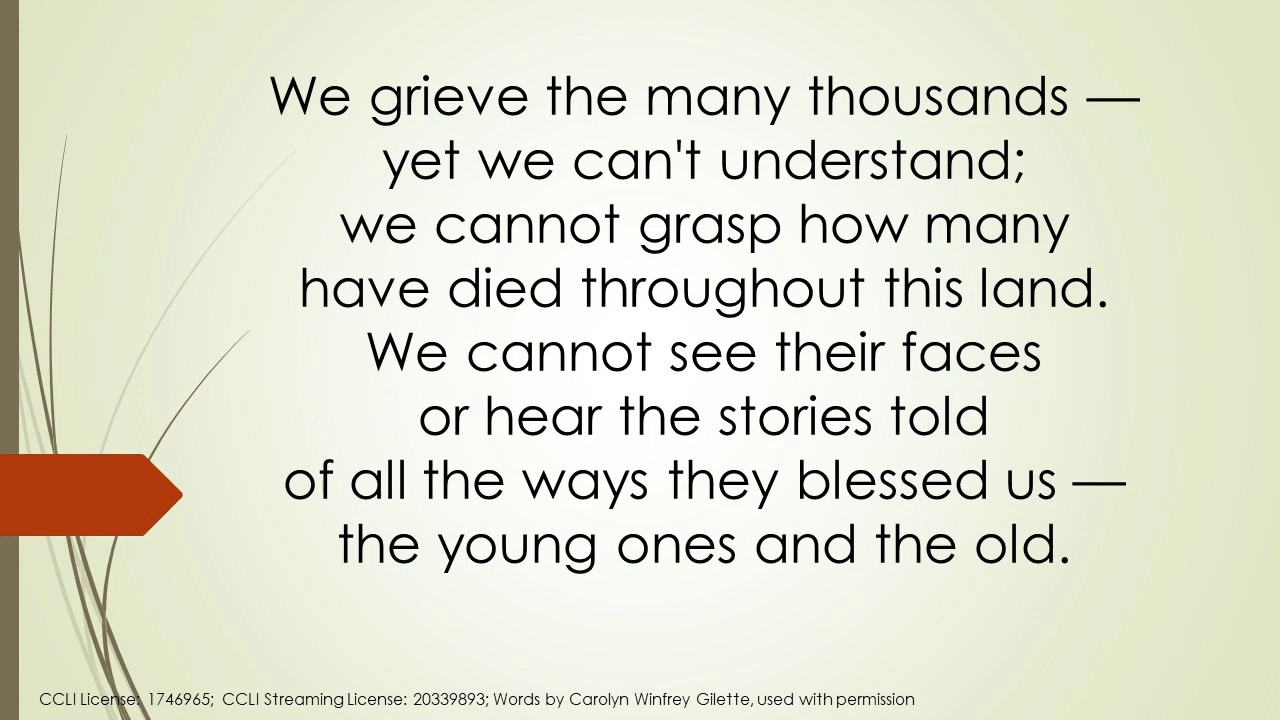 We grieve the many thousands —
yet we can't understand;
we cannot grasp how many
have died throughout this land.
We cannot see their faces
or hear the stories told
of all the ways they blessed us —
the young ones and the old.
CCLI License: 1746965; CCLI Streaming License: 20339893; Words by Carolyn Winfrey Gilette, used with permission